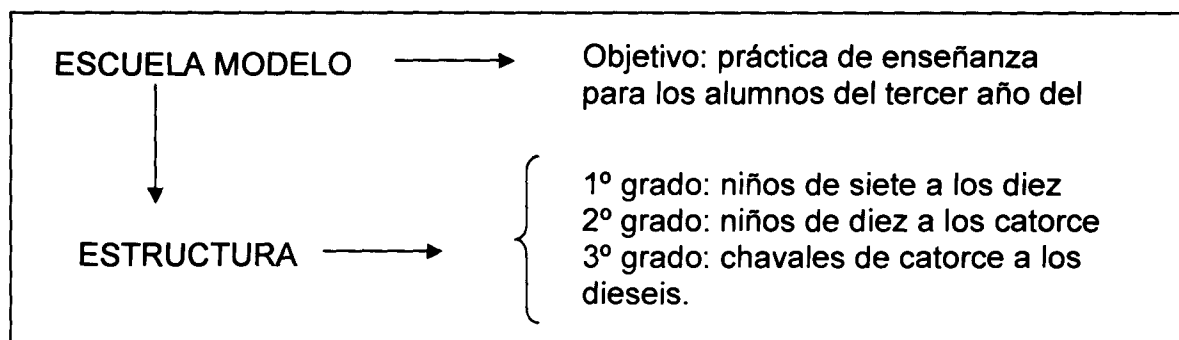 ESCUELA MODELO
Objetivo: práctica de enseñanza
para los alumnos del tercer año del
ESTRUCTURA
1º grado: niños de siete a los diez
2º grado: niños de diez a los catorce
3º grado: chavales de catorce a los
dieseis.